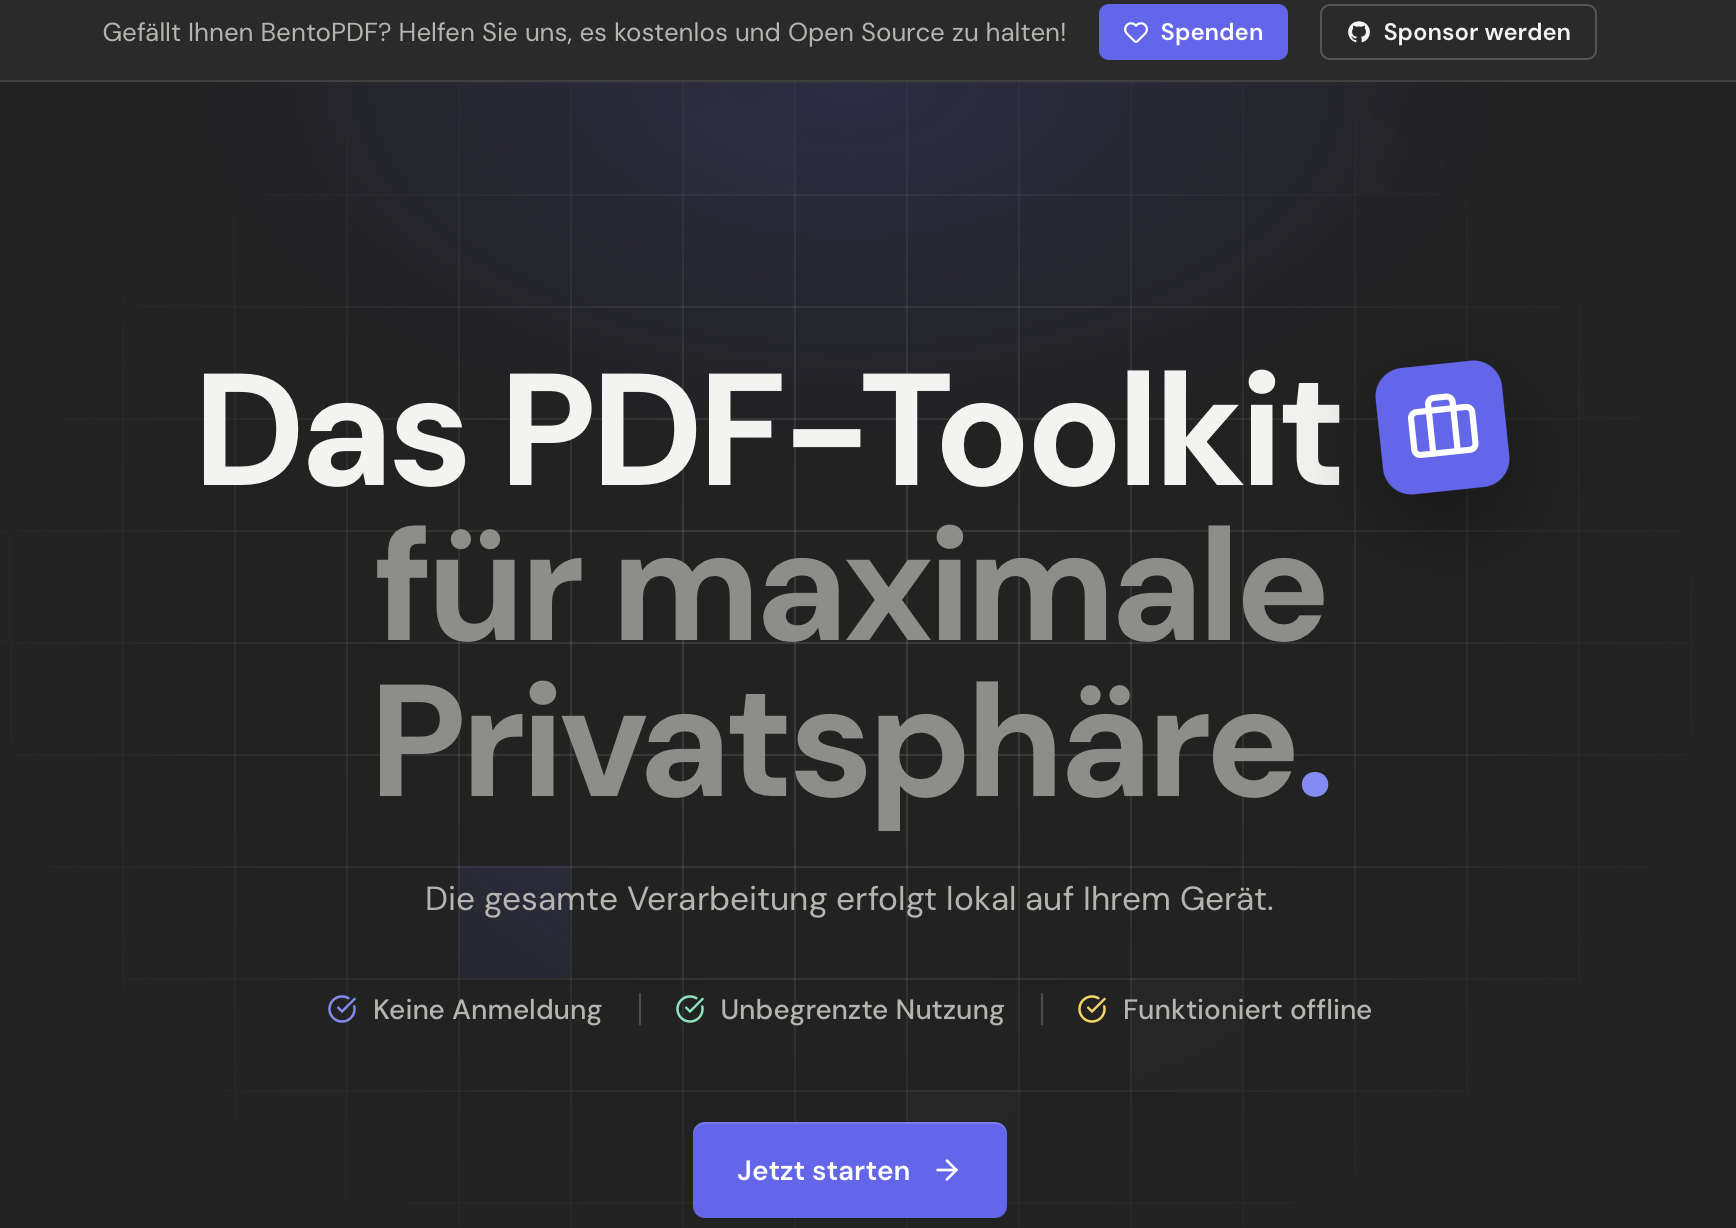 Gefällt Ihnen BentoPDF? Helfen Sie uns, es kostenlos und Open Source zu halten! Spenden Sponsor werden
Das PDF-Toolkit
für maximale
Privatsphäre.
Die gesamte Verarbeitung erfolgt lokal auf Ihrem Gerät.
Keine Anmeldung Unbegrenzte Nutzung Funktioniert offline
Jetzt starten